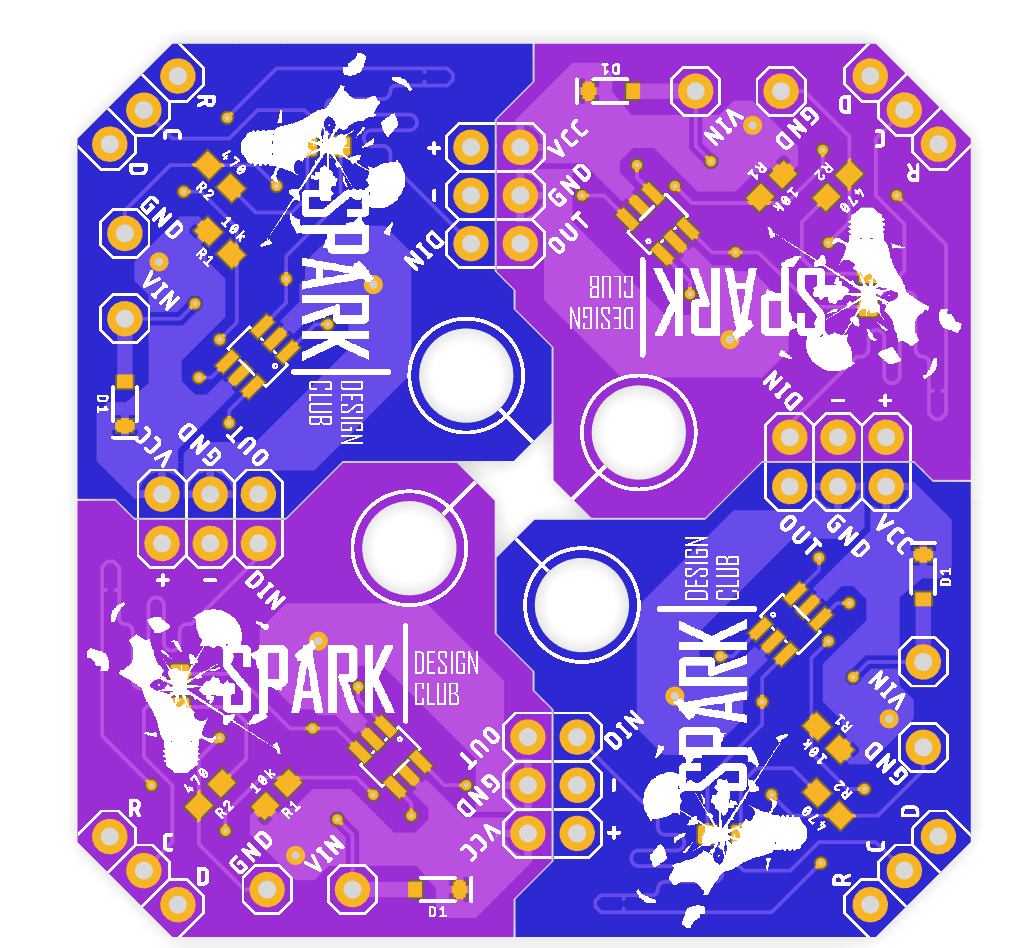 R
C
D
470
R2
10k
R1
GND
VIN
D1
SPARK
DESIGN
CLUB
+
-
DIN
VCC
GND
OUT
VCC
GND
OUT
+
-
DIN
D1
VIN
GND
D
C
R
R1
10k
R2
470
SPARK
DESIGN
CLUB
DIN
-
+
OUT
GND
VCC
SPARK
DESIGN
CLUB
R
C
D
470
R2
10k
R1
GND
VIN
D1
OUT
GND
VCC
DIN
-
+
DESIGN
CLUB
SPARK
D1
VIN
GND
R1
10k
R2
470
D
C
R